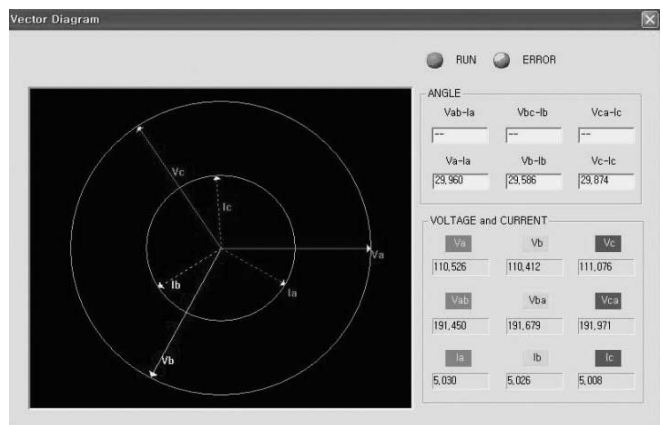 Vector Diagram
RUN ERROR
ANGLE
Vab-Ia Vbc-Ib Vca-Ic
-- -- --
Va-Ia Vb-Ib Vc-Ic
29,960 29,586 29,874
VOLTAGE and CURRENT
Va Vb Vc
110,526 110,412 111,076
Vab Vba Vca
191,450 191,679 191,971
Ia Ib Ic
5,030 5,026 5,008
Vc
Ic
Va
Ib
Ia
Vb